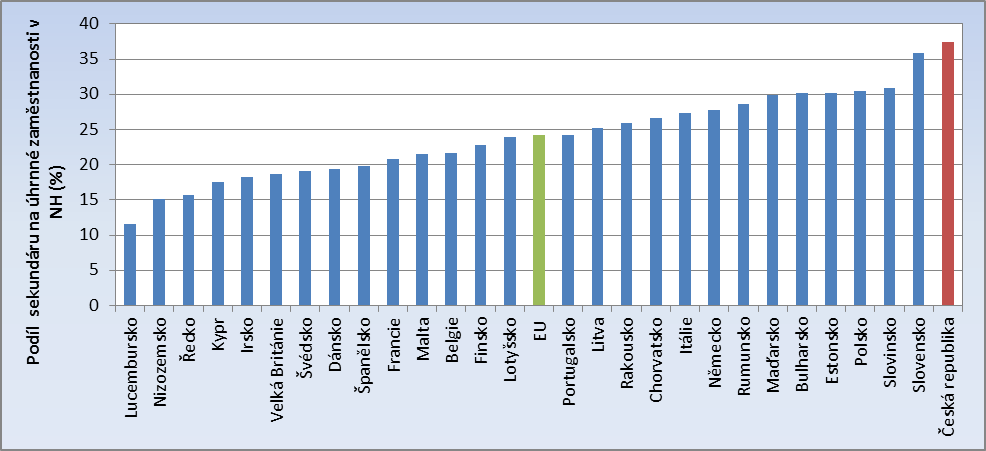 Podíl  sekundáru na úhrnné zaměstnanosti v
NH (%)
40
35
30
25
20
15
10
5
0
Lucembursko
Nizozemsko
Řecko
Kypr
Irsko
Velká Británie
Švédsko
Dánsko
Španělsko
Francie
Malta
Belgie
Finsko
Lotyšsko
EU
Portugalsko
Litva
Rakousko
Chorvatsko
Itálie
Německo
Rumunsko
Maďarsko
Bulharsko
Estonsko
Polsko
Slovinsko
Slovensko
Česká republika